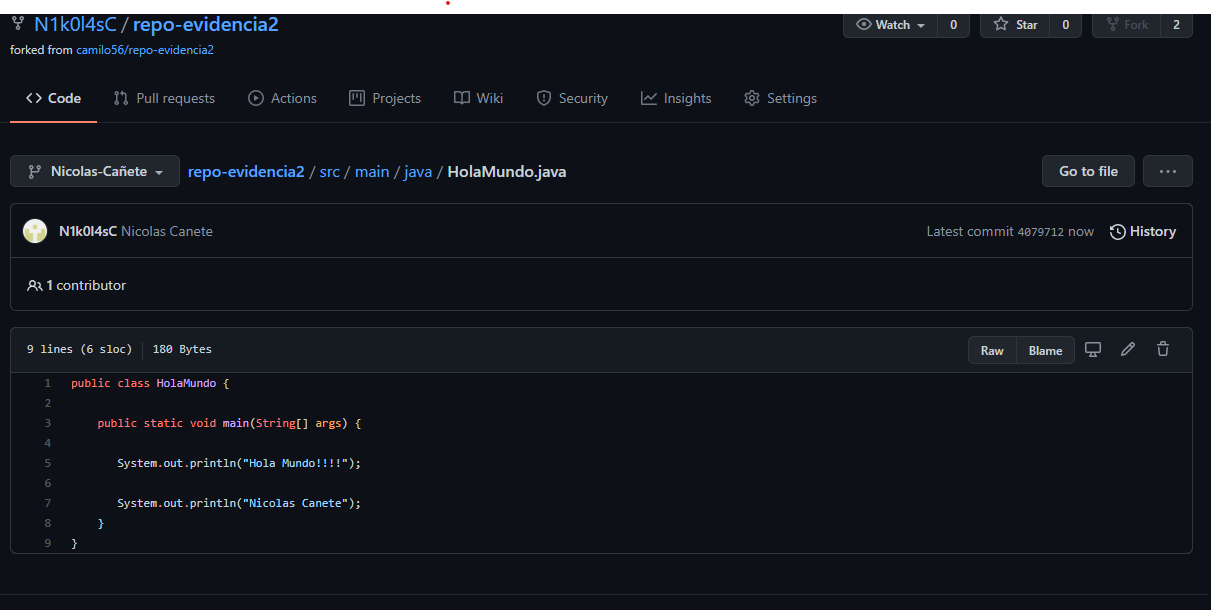 N1k0l4sC / repo-evidencia2
Watch 0 Star 0 Fork 2
forked from camilo56/repo-evidencia2
Code Pull requests Actions Projects Wiki Security Insights Settings
Nicolas-Cañete repo-evidencia2 / src / main / java / HolaMundo.java Go to file ...
N1k0l4sC Nicolas Canete Latest commit 4079712 now History
1 contributor
9 lines (6 sloc) 180 Bytes Raw Blame
1 public class HolaMundo {
2
3 public static void main(String[] args) {
4
5 System.out.println("Hola Mundo!!!!");
6
7 System.out.println("Nicolas Canete");
8 }
9 }